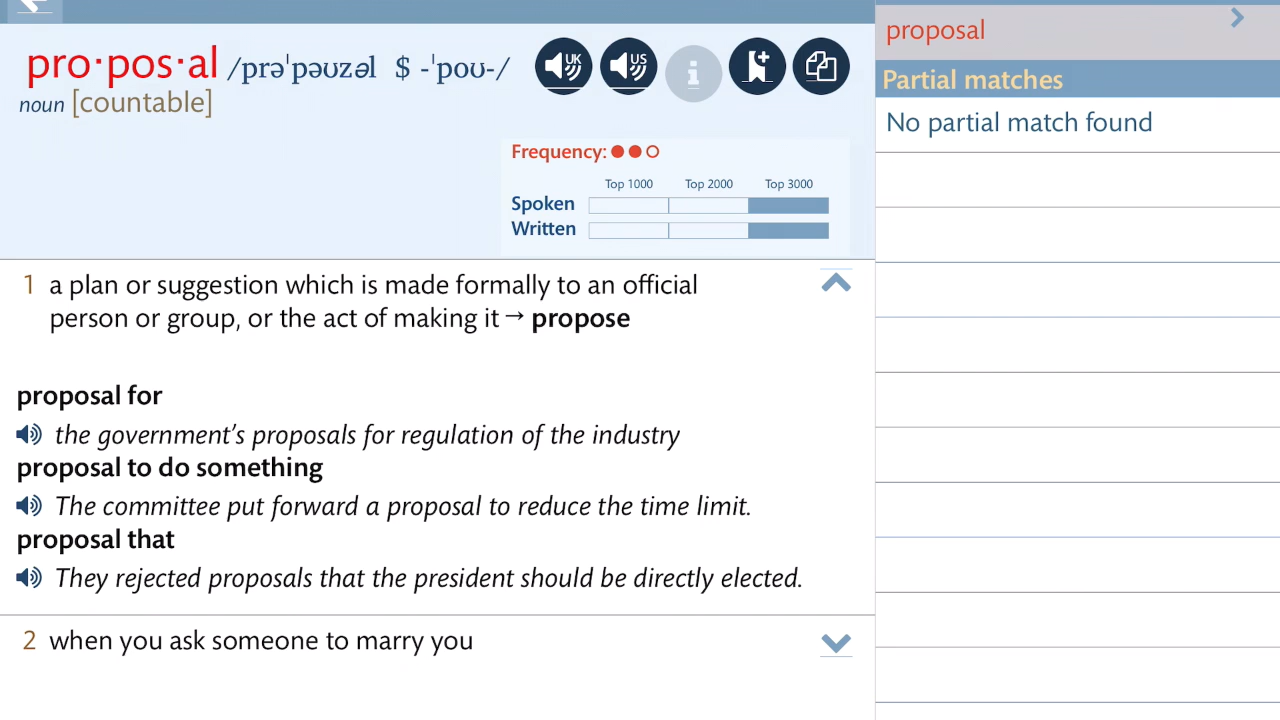 pro·pos·al /prəˈpəʊzəl $ -ˈpoʊ-/
UK
US
noun [countable]
Frequency:
Top 1000 Top 2000 Top 3000
Spoken
Written
1 a plan or suggestion which is made formally to an official
person or group, or the act of making it → propose
proposal for
the government’s proposals for regulation of the industry
proposal to do something
The committee put forward a proposal to reduce the time limit.
proposal that
They rejected proposals that the president should be directly elected.
2 when you ask someone to marry you
proposal
Partial matches
No partial match found